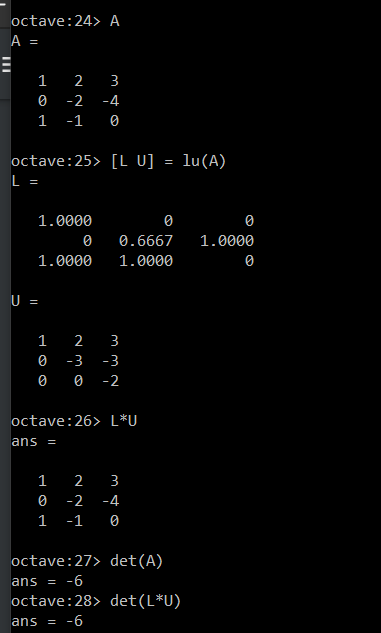 octave:24> A
A =
1 2 3
0 -2 -4
1 -1 0
octave:25> [L U] = lu(A)
L =
1.0000 0 0
0 0.6667 1.0000
1.0000 1.0000 0
U =
1 2 3
0 -3 -3
0 0 -2
octave:26> L*U
ans =
1 2 3
0 -2 -4
1 -1 0
octave:27> det(A)
ans = -6
octave:28> det(L*U)
ans = -6